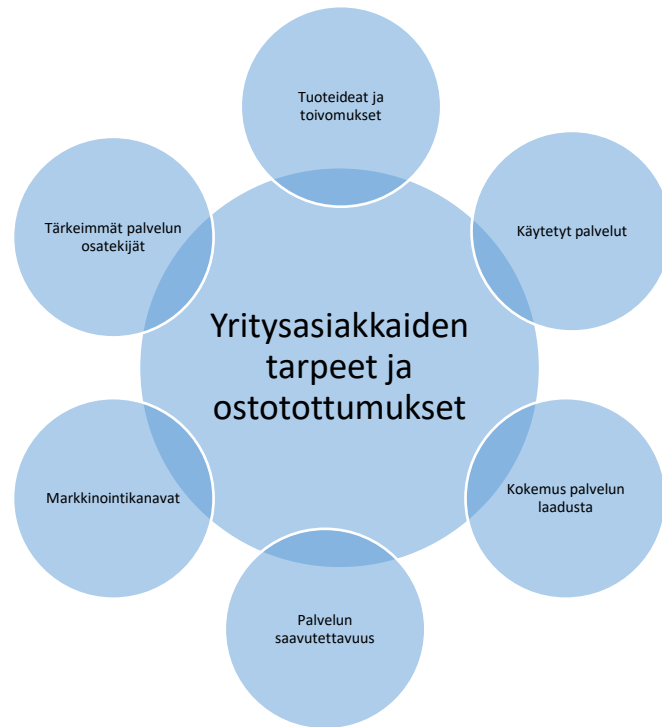 Tuoteideat ja
toivomukset
Käytetyt palvelut
Kokemus palvelun
laadusta
Palvelun
saavutettavuus
Markkinointikanavat
Tärkeimmät palvelun
osatekijät
Yritysasiakkaiden
tarpeet ja
ostotottumukset